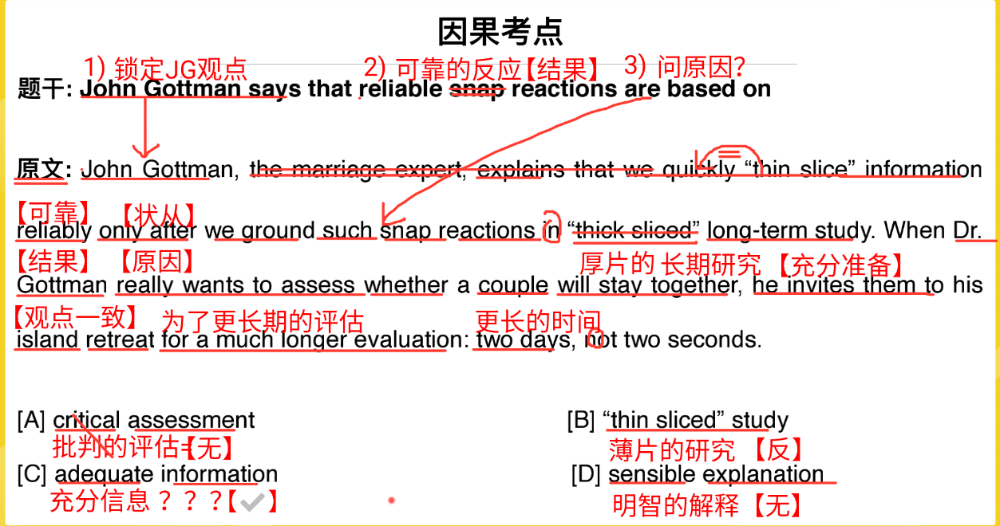 因果考点
1) 锁定JG观点 2) 可靠的反应【结果】 3) 问原因?
题干: John Gottman says that reliable snap reactions are based on
原文: John Gottman, the marriage expert, explains that we quickly “thin slice” information
【可靠】 【状从】
reliably only after we ground such snap reactions in “thick sliced” long-term study. When Dr.
【结果】 【原因】 厚片的 长期研究 【充分准备】
Gottman really wants to assess whether a couple will stay together, he invites them to his
【观点一致】 为了更长期的评估 更长的时间
island retreat for a much longer evaluation: two days, not two seconds.
[A] critical assessment [B] “thin sliced” study
批判的评估【无】 薄片的研究 【反】
[C] adequate information [D] sensible explanation
充分信息？？？【✓】 明智的解释【无】